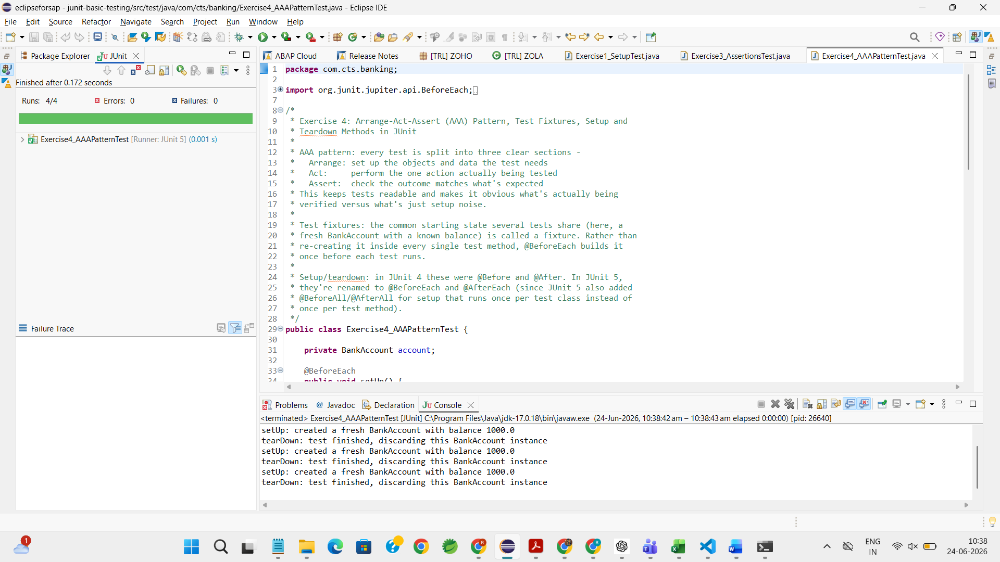 eclipseforsap - junit-basic-testing/src/test/java/com/cts/banking/Exercise4_AAAPatternTest.java - Eclipse IDE
File Edit Source Refactor Navigate Search Project Run Window Help
Package Explorer JUnit
Finished after 0.172 seconds
Runs: 4/4 Errors: 0 Failures: 0
Exercise4_AAAPatternTest [Runner: JUnit 5] (0.001 s)
Failure Trace
ABAP Cloud Release Notes [TRL] ZOHO [TRL] ZOLA Exercise1_SetupTest.java Exercise3_AssertionsTest.java Exercise4_AAAPatternTest.java
1 package com.cts.banking;
2
3 import org.junit.jupiter.api.BeforeEach;
7
8 /*
9  * Exercise 4: Arrange-Act-Assert (AAA) Pattern, Test Fixtures, Setup and
10  * Teardown Methods in JUnit
11  *
12  * AAA pattern: every test is split into three clear sections -
13  *   Arrange: set up the objects and data the test needs
14  *   Act:     perform the one action actually being tested
15  *   Assert:  check the outcome matches what's expected
16  * This keeps tests readable and makes it obvious what's actually being
17  * verified versus what's just setup noise.
18  *
19  * Test fixtures: the common starting state several tests share (here, a
20  * fresh BankAccount with a known balance) is called a fixture. Rather than
21  * re-creating it inside every single test method, @BeforeEach builds it
22  * once before each test runs.
23  *
24  * Setup/teardown: in JUnit 4 these were @Before and @After. In JUnit 5,
25  * they're renamed to @BeforeEach and @AfterEach (since JUnit 5 also added
26  * @BeforeAll/@AfterAll for setup that runs once per test class instead of
27  * once per test method).
28  */
29 public class Exercise4_AAAPatternTest {
30
31     private BankAccount account;
32
33     @BeforeEach
34     public void setUp() {
Problems Javadoc Declaration Console
<terminated> Exercise4_AAAPatternTest [JUnit] C:\Program Files\Java\jdk-17.0.18\bin\javaw.exe (24-Jun-2026, 10:38:42 am – 10:38:43 am elapsed 0:00:00) [pid: 26640]
setUp: created a fresh BankAccount with balance 1000.0
tearDown: test finished, discarding this BankAccount instance
setUp: created a fresh BankAccount with balance 1000.0
tearDown: test finished, discarding this BankAccount instance
setUp: created a fresh BankAccount with balance 1000.0
tearDown: test finished, discarding this BankAccount instance
1
ENG
IN
10:38
24-06-2026